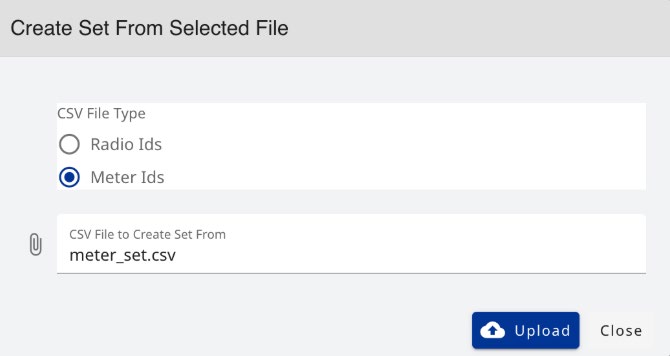 Create Set From Selected File
CSV File Type
Radio Ids
Meter Ids
CSV File to Create Set From
meter_set.csv
Upload Close